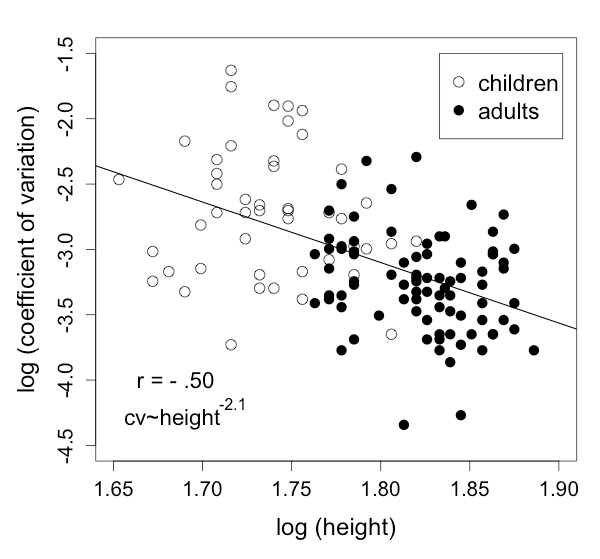 -1.5
-2.0
-2.5
-3.0
-3.5
-4.0
-4.5
log (coefficient of variation)
children
adults
r = - .50
cv~height-2.1
1.65 1.70 1.75 1.80 1.85 1.90
log (height)